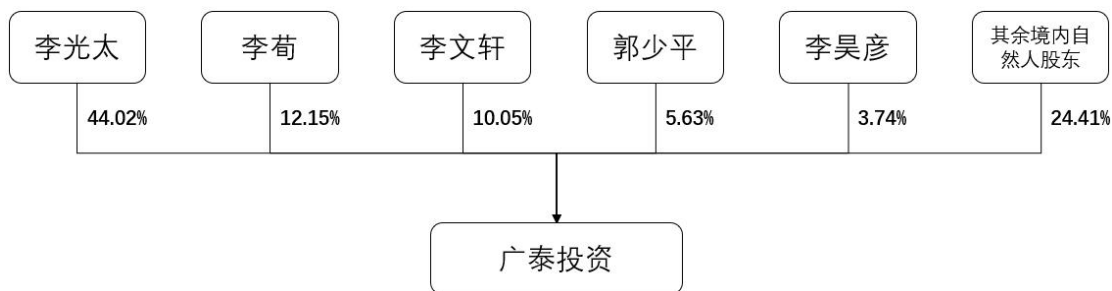 李光太
李荀
李文轩
郭少平
李昊彦
其余境内自
然人股东
44.02%
12.15%
10.05%
5.63%
3.74%
24.41%
广泰投资